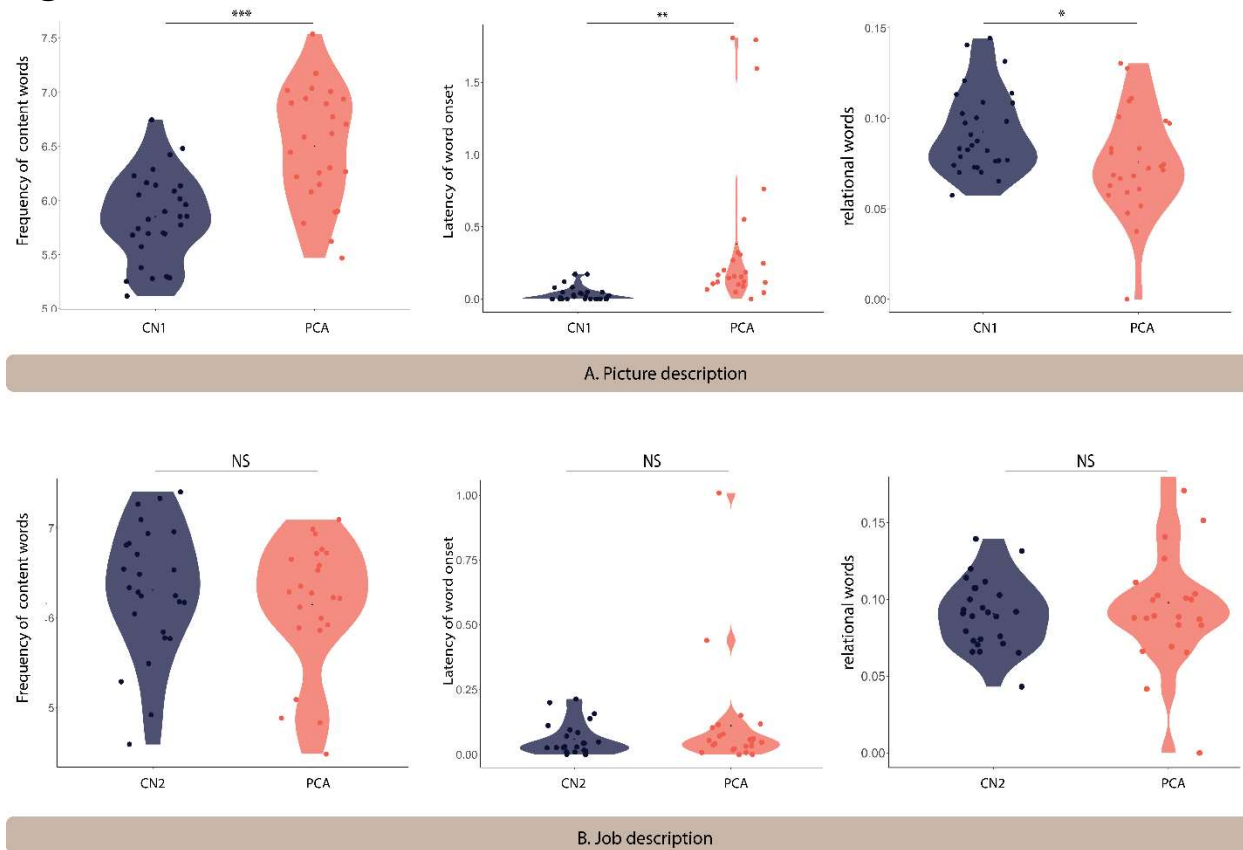 ***
**
*
Frequency of content words
7.5
7.0
6.5
6.0
5.5
5.0
CN1
PCA
Latency of word onset
1.5
1.0
0.5
0.0
CN1
PCA
relational words
0.15
0.10
0.05
0.00
CN1
PCA
A. Picture description
NS
NS
NS
Frequency of content words
7
6
5
CN2
PCA
Latency of word onset
1.00
0.75
0.50
0.25
0.00
CN2
PCA
relational words
0.15
0.10
0.05
0.00
CN2
PCA
B. Job description